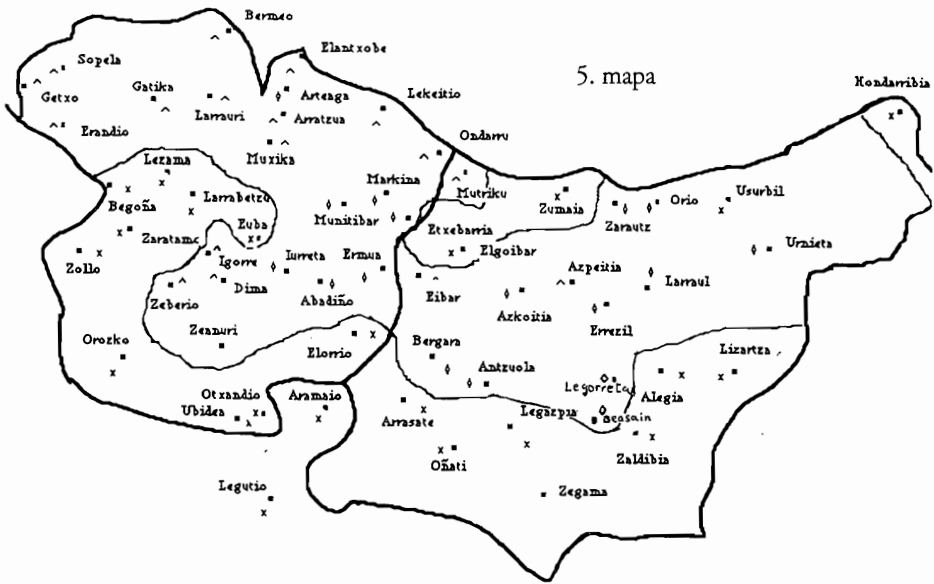 Bermeo
Elantxobe
Sopela
5. mapa
Hondarribia
Getxo
Gatika
Arteaga
Lekeitio
Larrauri
Arratzua
Erandio
Ondarru
Muxika
Lezama
Mutriku
Markina
Larrabetzu
Zumaia
Orio
Usurbil
Begoña
Munitibar
Zarautz
Etxebarria
Zaratamo
Euba
Urnieta
Zollo
Igorre
Iurreta
Ermua
Elgoibar
Azpeitia
Dima
Larraul
Zeberio
Abadiño
Eibar
Azkoitia
Errezil
Zeanuri
Orozko
Elorrio
Bergara
Lizartza
Antzuola
Legorreta
Otxandio
Aramaio
Alegia
Ubidea
Legazpia
Beasain
Arrasate
Zaldibia
Oñati
Legutio
Zegama